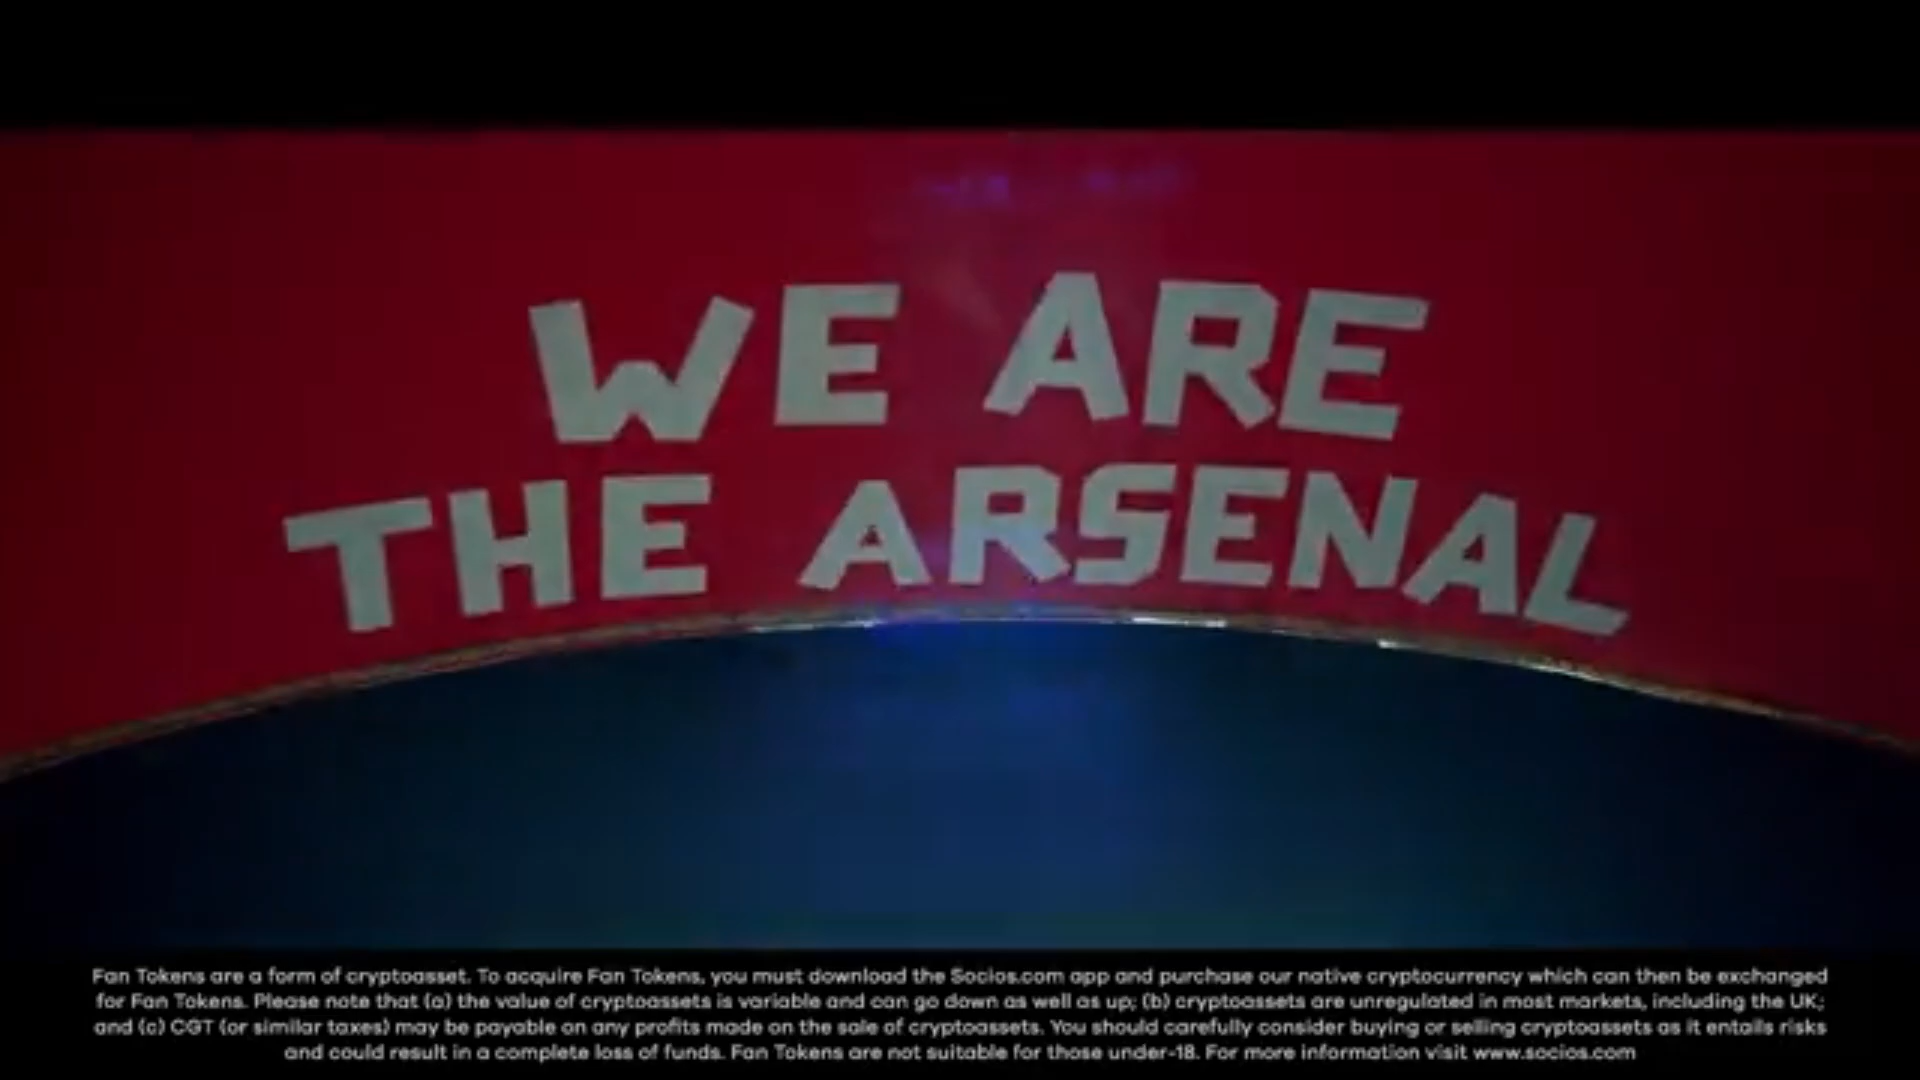 WE ARE
THE ARSENAL
Fan Tokens are a form of cryptoasset. To acquire Fan Tokens, you must download the Socios.com app and purchase our native cryptocurrency which can then be exchanged
for Fan Tokens. Please note that (a) the value of cryptoassets is variable and can go down as well as up; (b) cryptoassets are unregulated in most markets, including the UK;
and (c) CGT (or similar taxes) may be payable on any profits made on the sale of cryptoassets. You should carefully consider buying or selling cryptoassets as it entails risks
and could result in a complete loss of funds. Fan Tokens are not suitable for those under-18. For more information visit www.socios.com